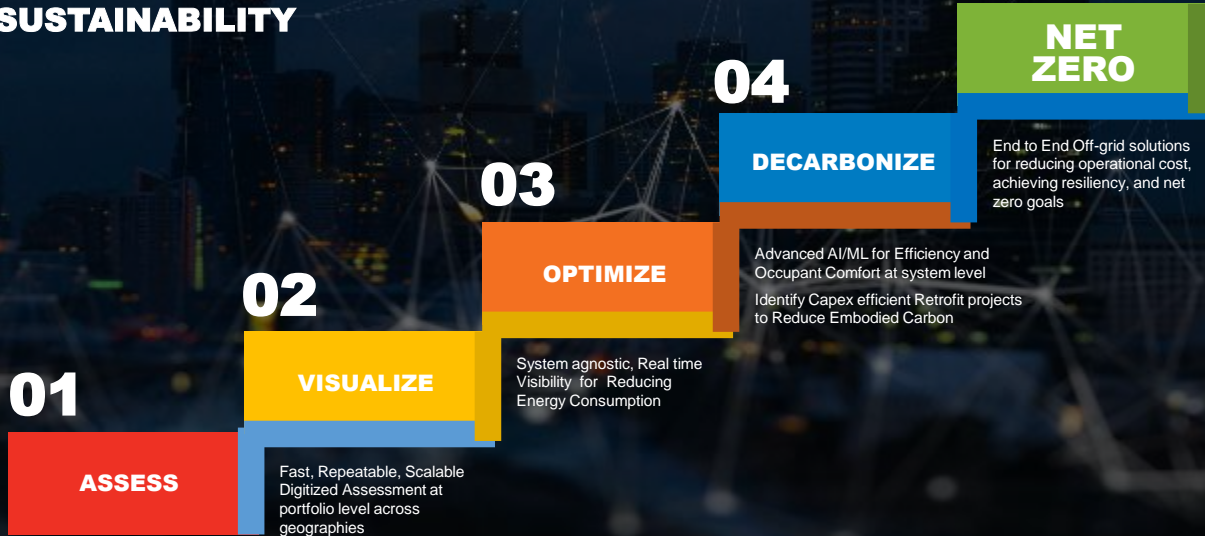 SUSTAINABILITY
NET
ZERO
04
DECARBONIZE
End to End Off-grid solutions
for reducing operational cost,
achieving resiliency, and net
zero goals
03
OPTIMIZE
Advanced AI/ML for Efficiency and
Occupant Comfort at system level
Identify Capex efficient Retrofit projects
to Reduce Embodied Carbon
02
VISUALIZE
System agnostic, Real time
Visibility for Reducing
Energy Consumption
01
ASSESS
Fast, Repeatable, Scalable
Digitized Assessment at
portfolio level across
geographies